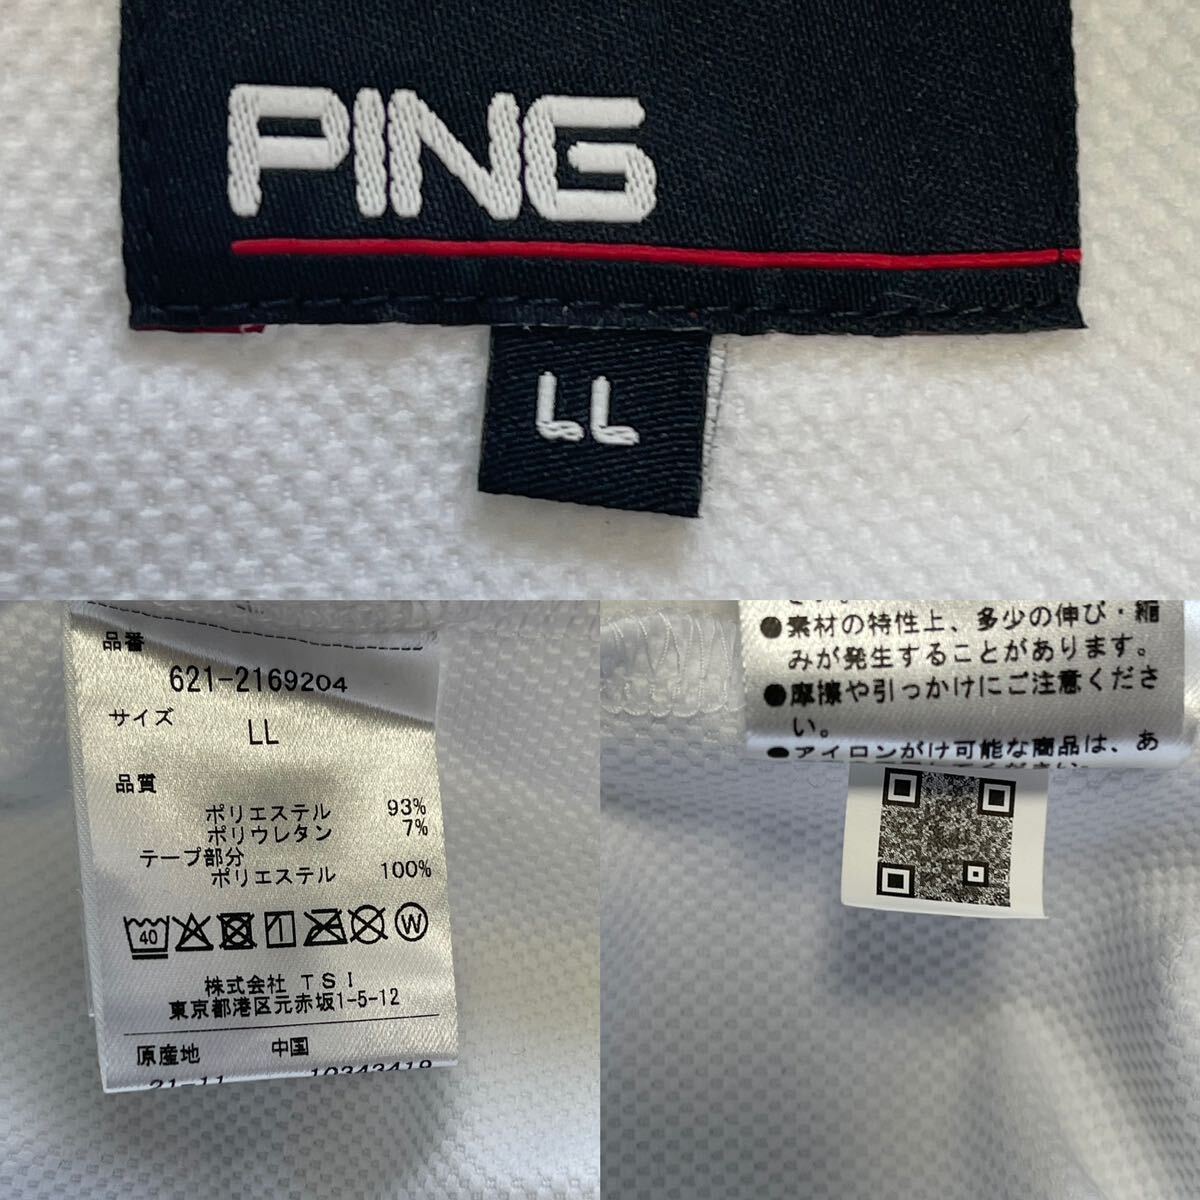 PING
LL
品番
621-2169204
サイズ
LL
品質
ポリエステル 93%
ポリウレタン 7%
テープ部分
ポリエステル 100%
40
W
株式会社 TSI
東京都港区元赤坂1-5-12
原産地 中国
21-11 10343419
●素材の特性上、多少の伸び・縮
みが発生することがあります。
●摩擦や引っかけにご注意くださ
い。
●アイロンがけ可能な商品は、あ